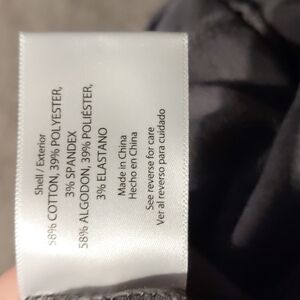 Shell / Exterior
58% COTTON, 39% POLYESTER,
3% SPANDEX
58% ALGODON, 39% POLIÉSTER,
3% ELASTANO
Made in China
Hecho en China
See reverse for care
Ver al reverso para cuidado